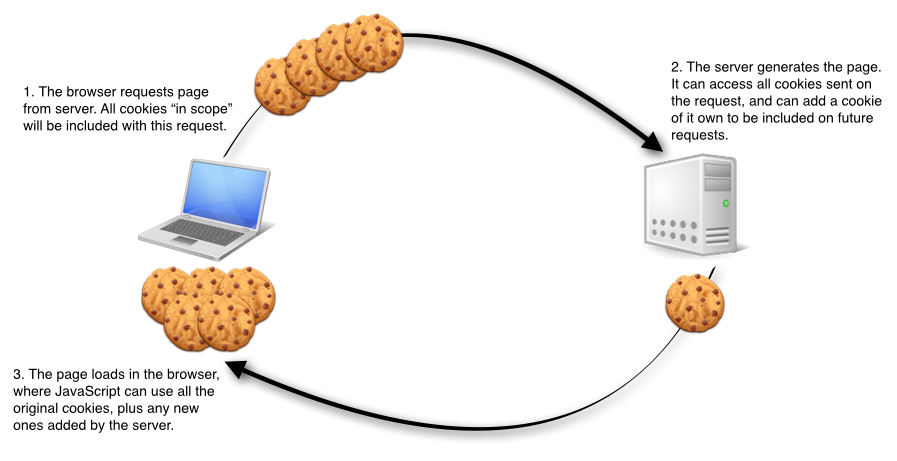 1. The browser requests page
from server. All cookies “in scope”
will be included with this request.
2. The server generates the page.
It can access all cookies sent on
the request, and can add a cookie
of it own to be included on future
requests.
3. The page loads in the browser,
where JavaScript can use all the
original cookies, plus any new
ones added by the server.